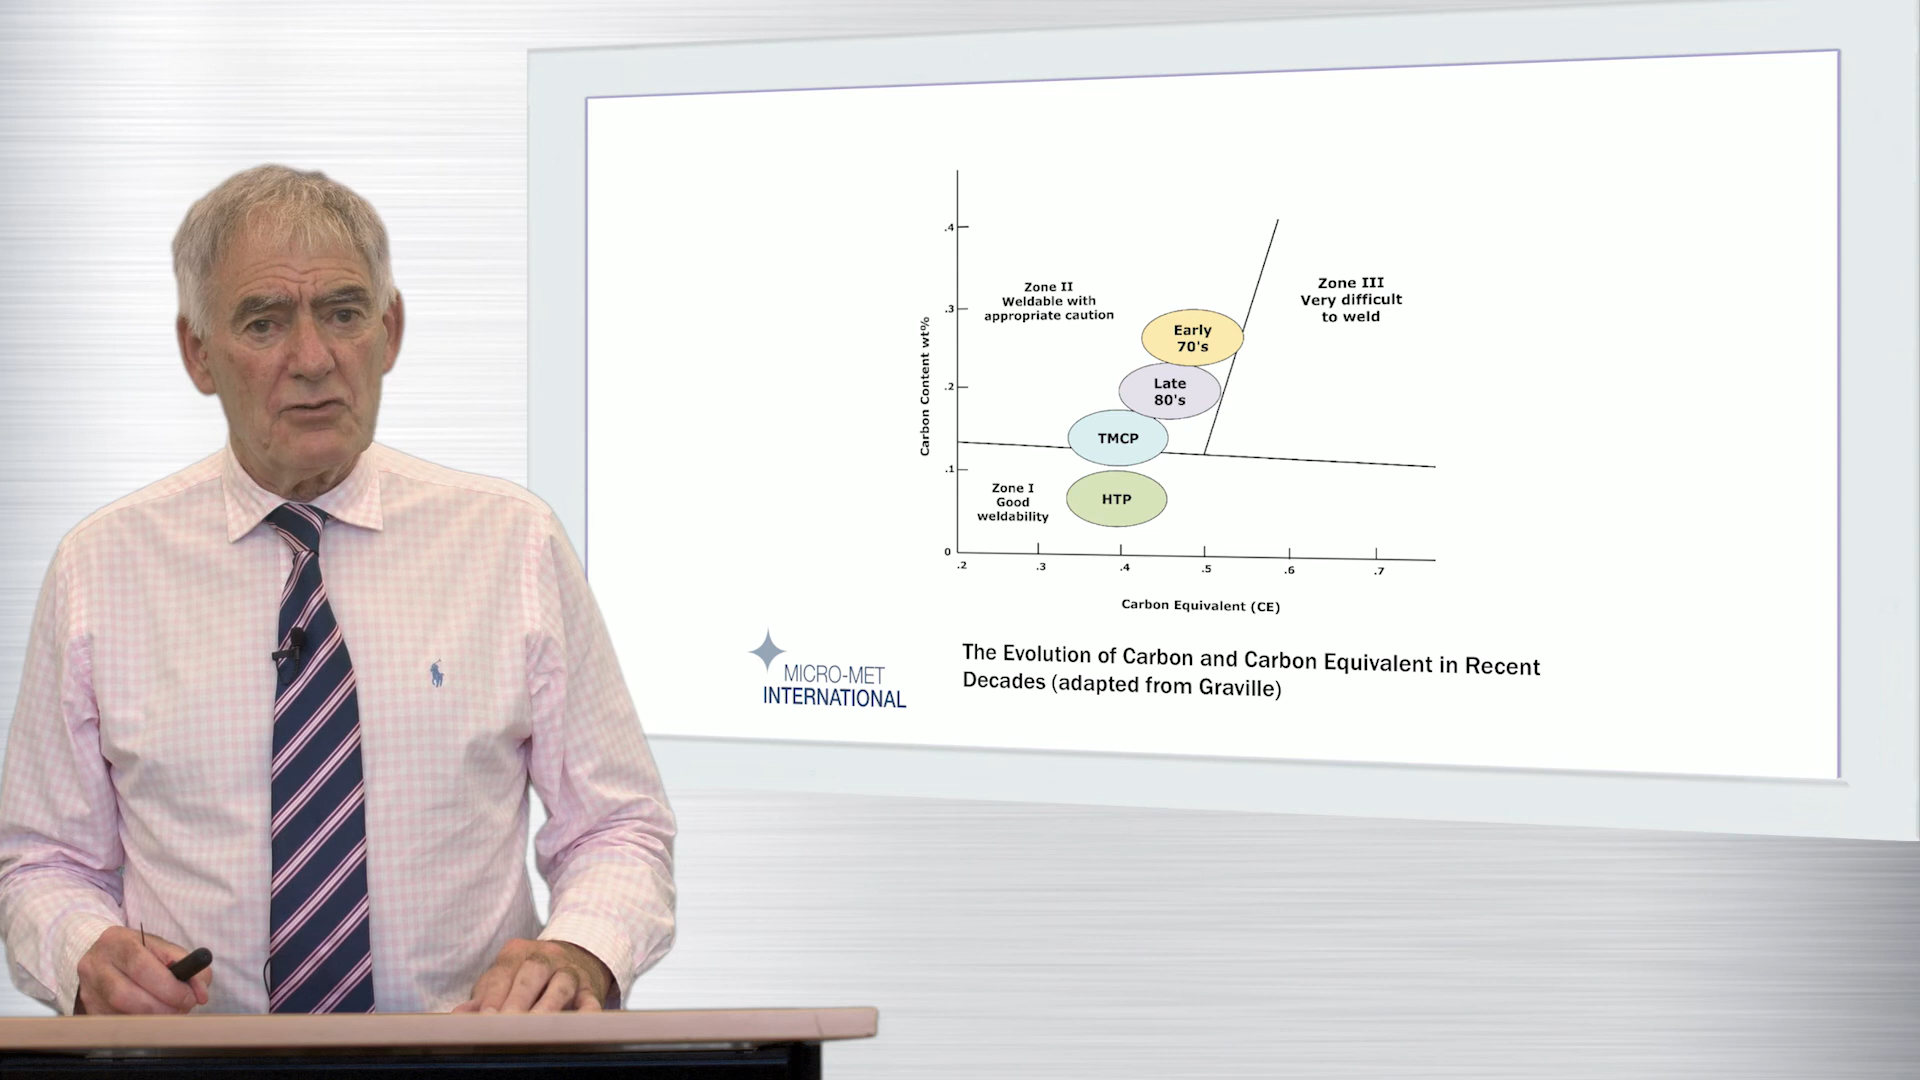 .4
Zone II
Weldable with
appropriate caution
Zone III
Very difficult
to weld
.3
Early
70's
Carbon Content wt%
.2
Late
80's
TMCP
.1
Zone I
Good
weldability
HTP
0
.2
.3
.4
.5
.6
.7
Carbon Equivalent (CE)
MICRO-MET
INTERNATIONAL
The Evolution of Carbon and Carbon Equivalent in Recent
Decades (adapted from Graville)